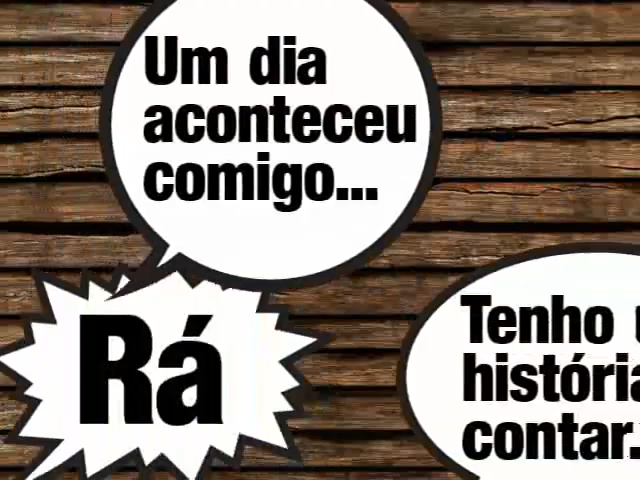 Um dia
aconteceu
comigo...
Rá
Tenho
história
contar.